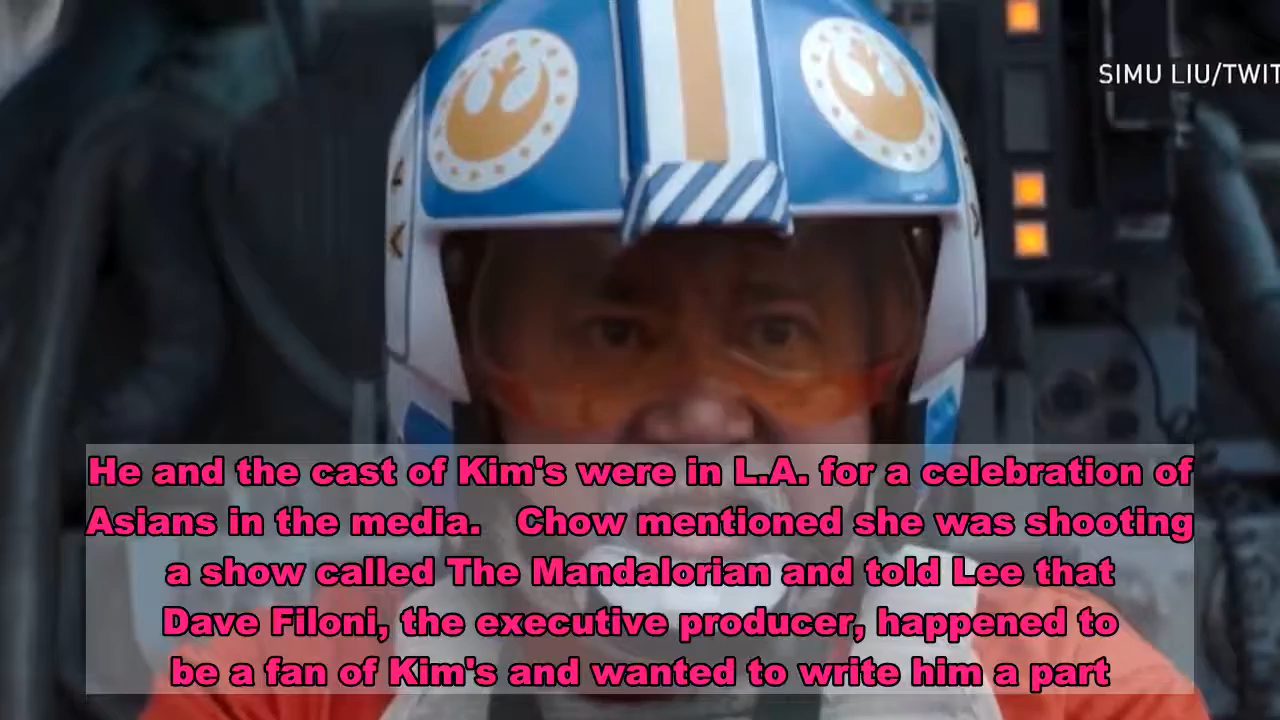 SIMU LIU/TWIT
He and the cast of Kim's were in L.A. for a celebration of
Asians in the media.   Chow mentioned she was shooting
a show called The Mandalorian and told Lee that
Dave Filoni, the executive producer, happened to
be a fan of Kim's and wanted to write him a part